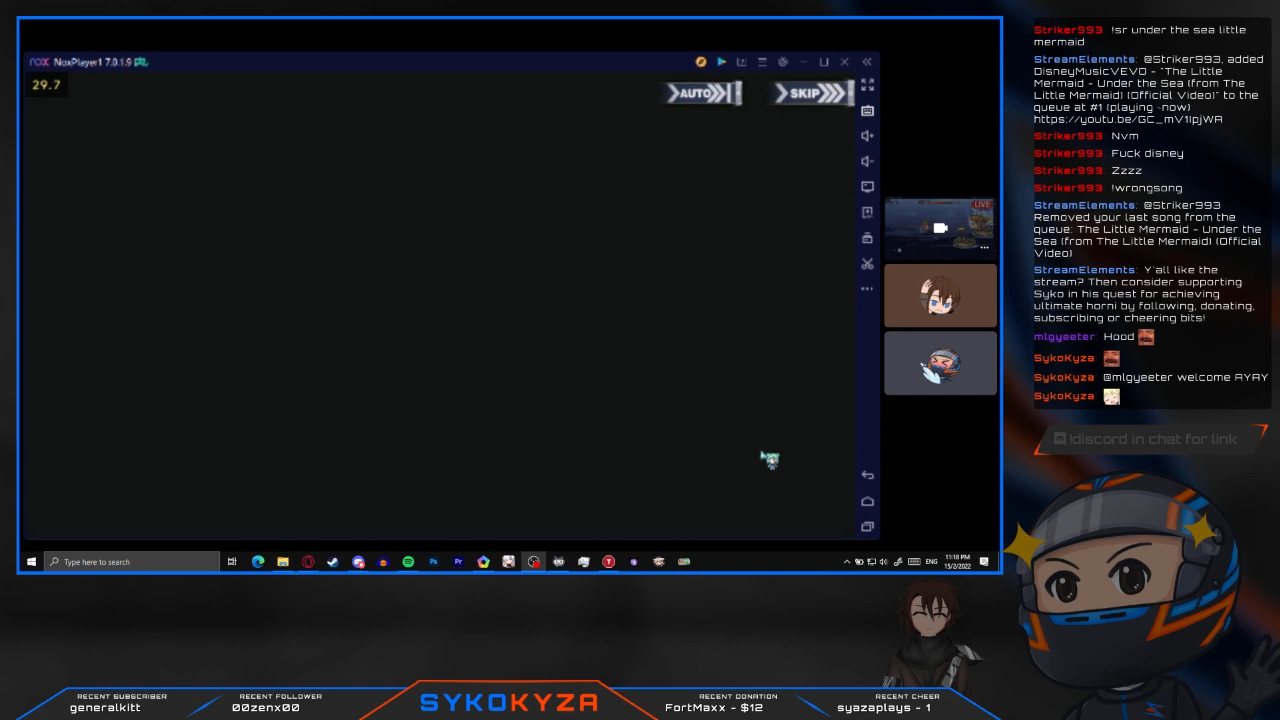 NOX NoxPlayer1 7.0.1.9
29.7
AUTO
SKIP
LIVE
Type here to search
ENG
11:18 PM
15/2/2022
Striker993 !sr under the sea little
mermaid
StreamElements: @Striker993, added
DisneyMusicVEVO - "The Little
Mermaid - Under the Sea (from The
Little Mermaid) (Official Video)" to the
queue at #1 (playing ~now)
https://youtu.be/GC_mV1IpjWA
Striker993 Nvm
Striker993 Fuck disney
Striker993 Zzzz
Striker993 !wrongsong
StreamElements: @Striker993
Removed your last song from the
queue: The Little Mermaid - Under the
Sea (from The Little Mermaid) (Official
Video)
StreamElements: Y'all like the
stream? Then consider supporting
Syko in his quest for achieving
ultimate horni by following, donating,
subscribing or cheering bits!
mlgyeeter: Hood
SykoKyza:
SykoKyza: @mlgyeeter welcome AYAY
SykoKyza:
!discord in chat for link
RECENT SUBSCRIBER
generalkitt
RECENT FOLLOWER
00zenx00
SYKOKYZA
RECENT DONATION
FortMaxx - $12
RECENT CHEER
syazaplays - 1